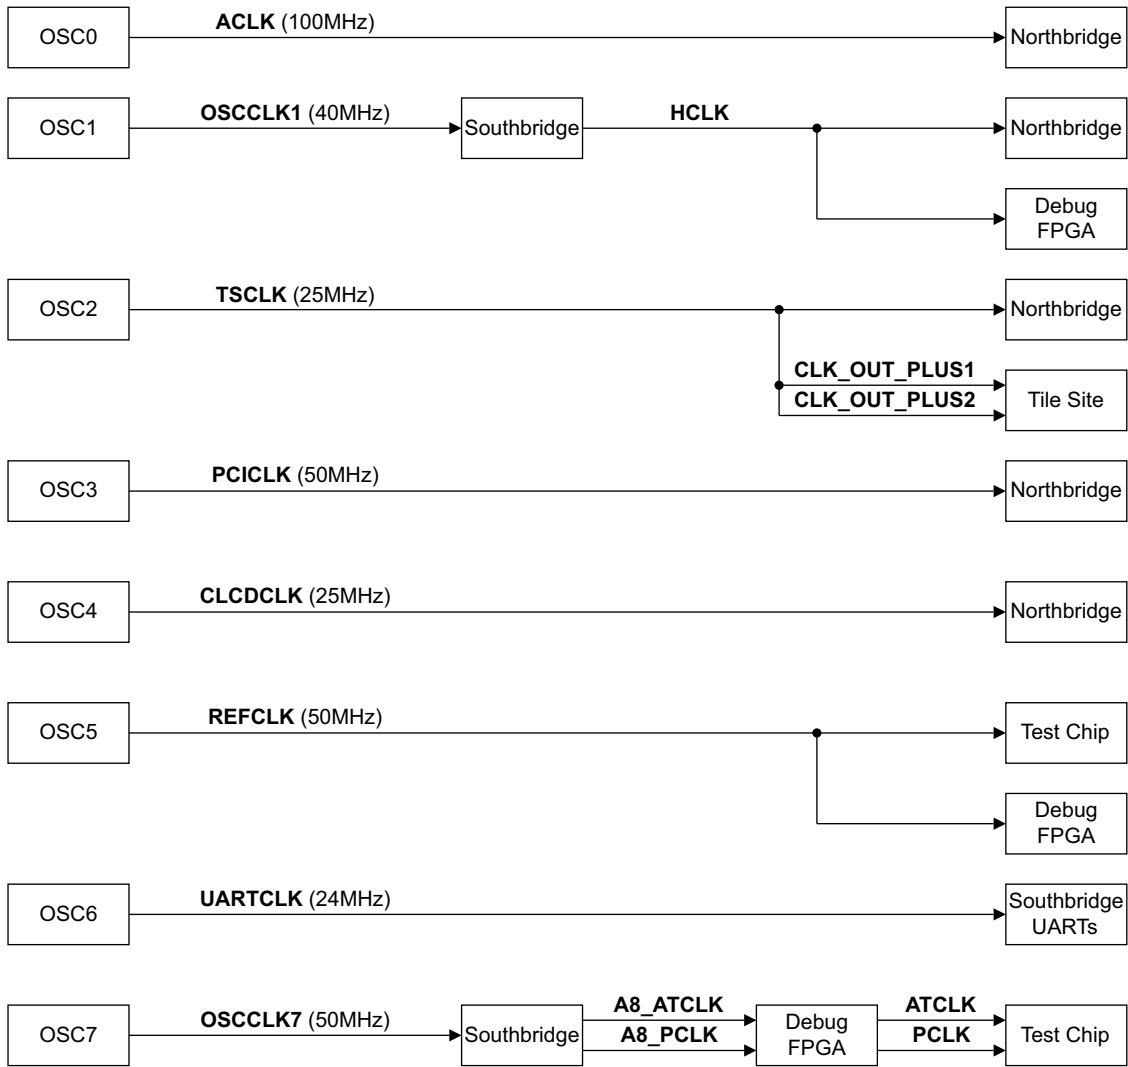 OSC0
ACLK (100MHz)
Northbridge
OSC1
OSCCLK1 (40MHz)
Southbridge
HCLK
Northbridge
Debug
FPGA
OSC2
TSCLK (25MHz)
Northbridge
CLK_OUT_PLUS1
CLK_OUT_PLUS2
Tile Site
OSC3
PCICLK (50MHz)
Northbridge
OSC4
CLCDCLK (25MHz)
Northbridge
OSC5
REFCLK (50MHz)
Test Chip
Debug
FPGA
OSC6
UARTCLK (24MHz)
Southbridge
UARTs
OSC7
OSCCLK7 (50MHz)
Southbridge
A8_ATCLK
A8_PCLK
Debug
FPGA
ATCLK
PCLK
Test Chip